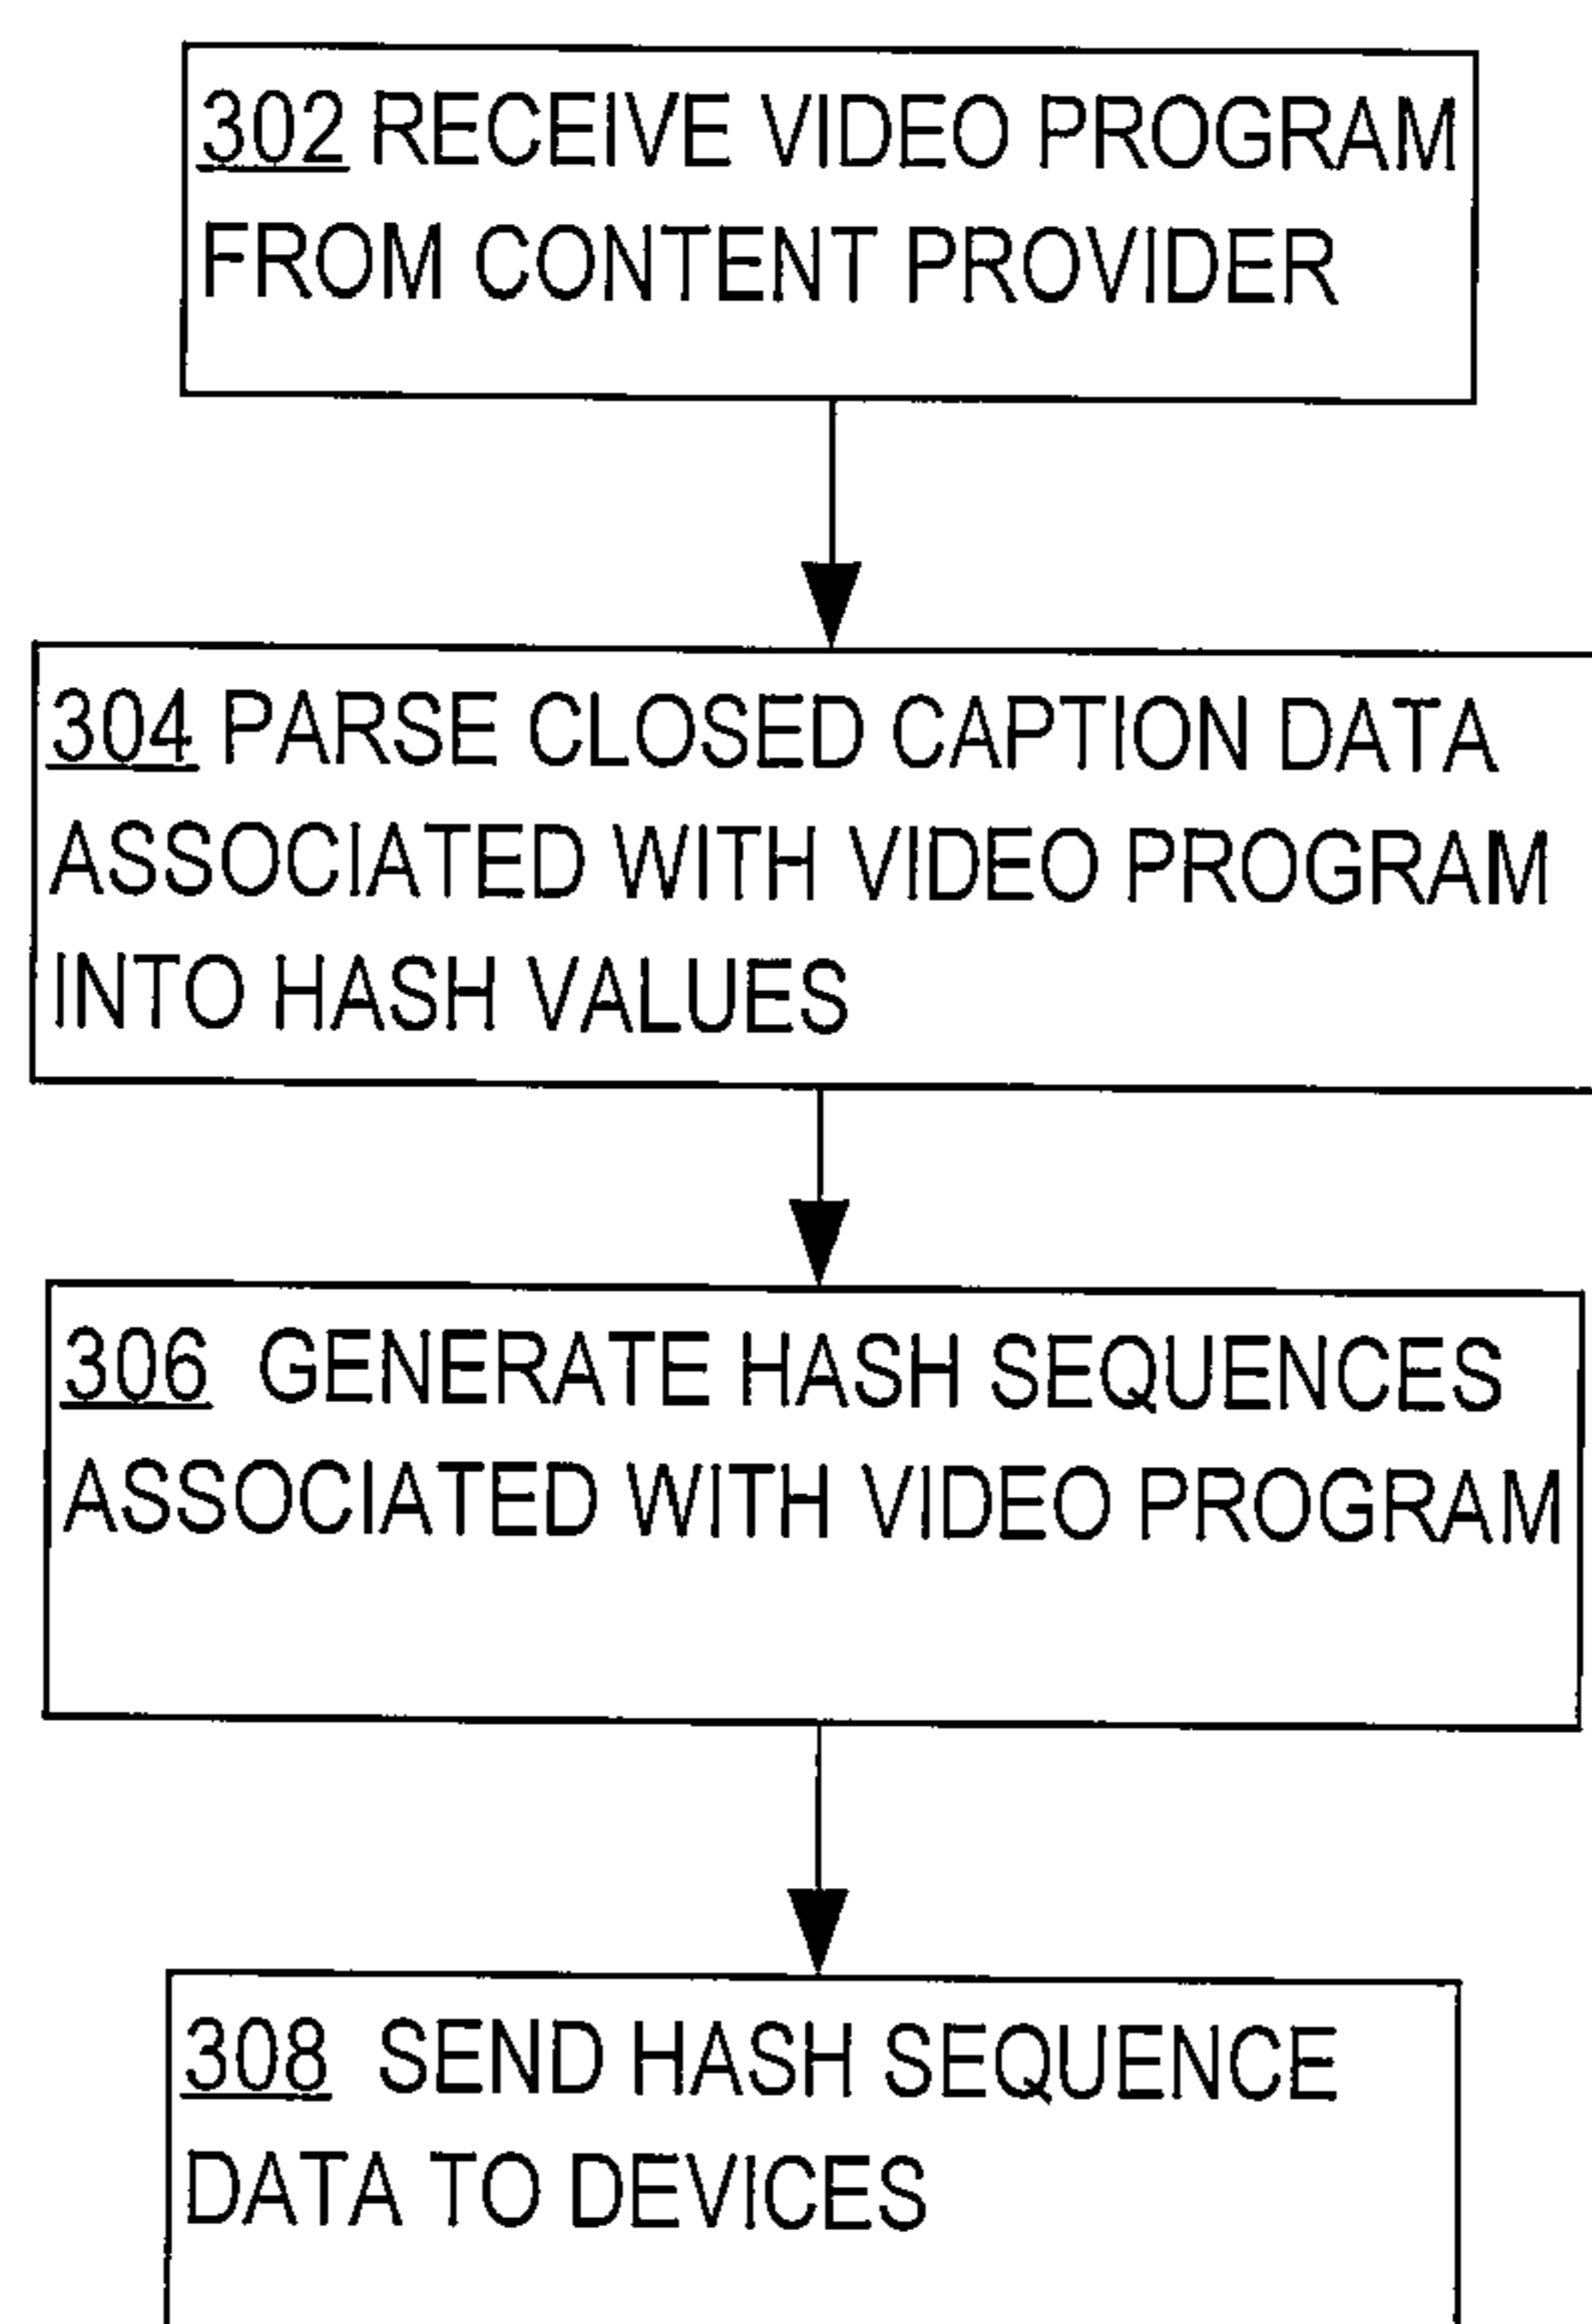 302 RECEIVE VIDEO PROGRAM
FROM CONTENT PROVIDER
304 PARSE CLOSED CAPTION DATA
ASSOCIATED WITH VIDEO PROGRAM
INTO HASH VALUES
306 GENERATE HASH SEQUENCES
ASSOCIATED WITH VIDEO PROGRAM
308 SEND HASH SEQUENCE
DATA TO DEVICES